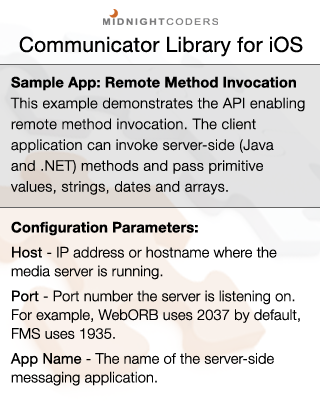 MIDNIGHTCODERS
Communicator Library for iOS
Sample App: Remote Method Invocation
This example demonstrates the API enabling
remote method invocation. The client
application can invoke server-side (Java
and .NET) methods and pass primitive
values, strings, dates and arrays.
Configuration Parameters:
Host - IP address or hostname where the
media server is running.
Port - Port number the server is listening on.
For example, WebORB uses 2037 by default,
FMS uses 1935.
App Name - The name of the server-side
messaging application.